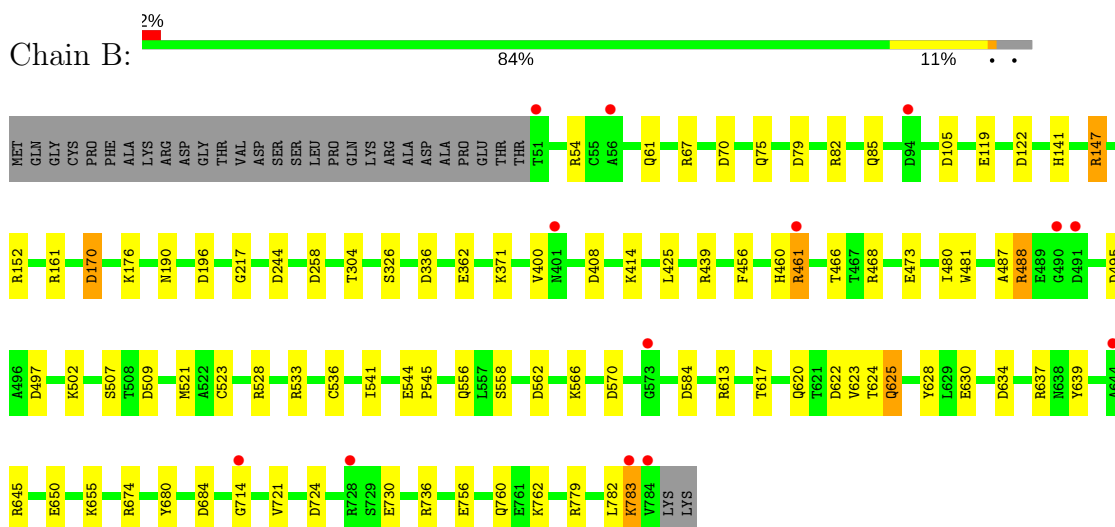 2%
Chain B:
84% 11% • •
MET GLN GLY CYS PRO PHE ALA LYS ARG ASP GLY THR VAL ASP SER SER LEU PRO GLN LYS ARG ALA ASP ALA PRO GLU THR THR T51 R54 C55 A56 Q61 R67 D70 Q75 D79 R82 Q85 D94 D105 E119 D122 H141 R147
R152 R161 D170 K176 N190 D196 G217 D244 D258 T304 S326 D336 E362 K371 V400 N401 D408 K414 L425 R439 F456 H460 R461 T466 T467 R468 E473 I480 W481 A487 R488 E489 G490 D491
A496 D497 K502 S507 T508 D509 M521 A522 C523 R528 R533 C536 I541 E544 P545 Q556 L557 S558 D562 K566 D570 G573 D584 R613 T617 Q620 T621 D622 V623 T624 Q625 Y628 L629 E630 D634 R637 N638 Y639 A644
R645 E650 K655 R674 Y680 D684 G714 V721 D724 R728 S729 E730 R736 E756 Q760 E761 K762 R779 L782 K783 V784 LYS LYS